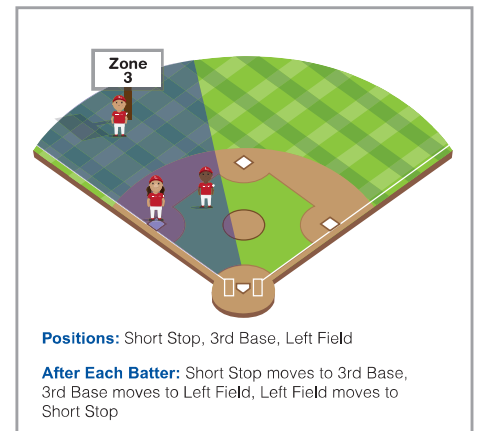 Zone
3
Positions: Short Stop, 3rd Base, Left Field
After Each Batter: Short Stop moves to 3rd Base,
3rd Base moves to Left Field, Left Field moves to
Short Stop